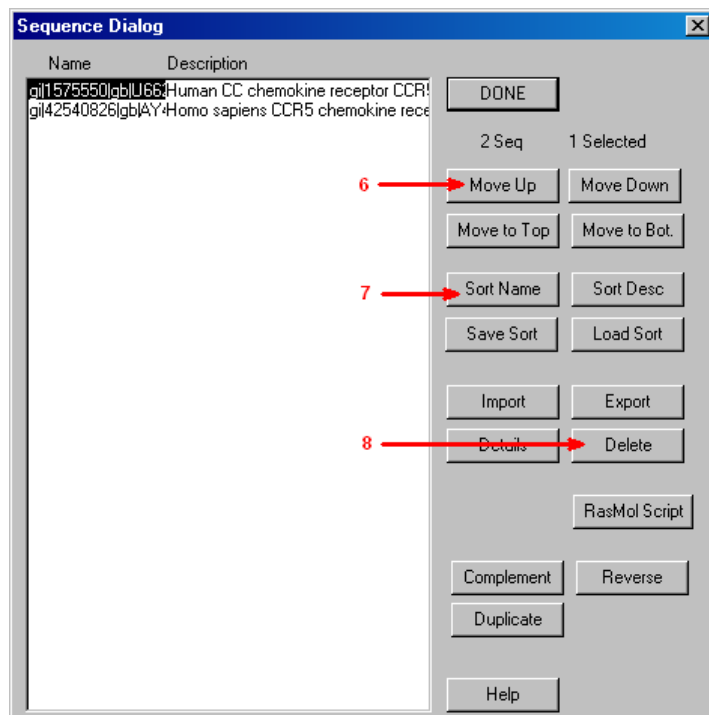 Sequence Dialog
Name Description
gi|1575550|gb|U662 Human CC chemokine receptor CCR5
gi|42540826|gb|AY4 Homo sapiens CCR5 chemokine rece
DONE
2 Seq 1 Selected
6 Move Up Move Down
Move to Top Move to Bot.
7 Sort Name Sort Desc
Save Sort Load Sort
Import Export
8 Details Delete
RasMol Script
Complement Reverse
Duplicate
Help